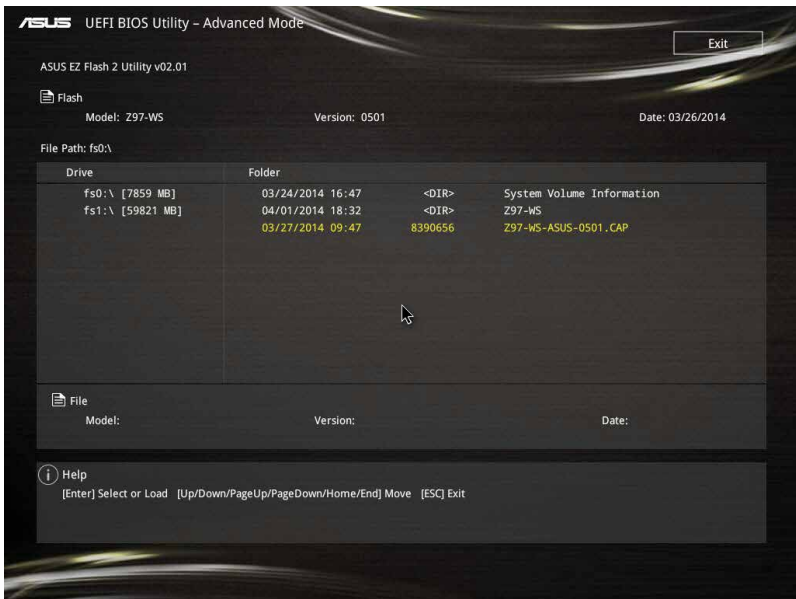 ASUS UEFI BIOS Utility – Advanced Mode
Exit
ASUS EZ Flash 2 Utility v02.01
Flash
Model: Z97-WS Version: 0501 Date: 03/26/2014
File Path: fs0:\
Drive Folder
fs0:\ [7859 MB] 03/24/2014 16:47 <DIR> System Volume Information
fs1:\ [59821 MB] 04/01/2014 18:32 <DIR> Z97-WS
03/27/2014 09:47 8390656 Z97-WS-ASUS-0501.CAP
File
Model: Version: Date:
Help
[Enter] Select or Load [Up/Down/PageUp/PageDown/Home/End] Move [ESC] Exit